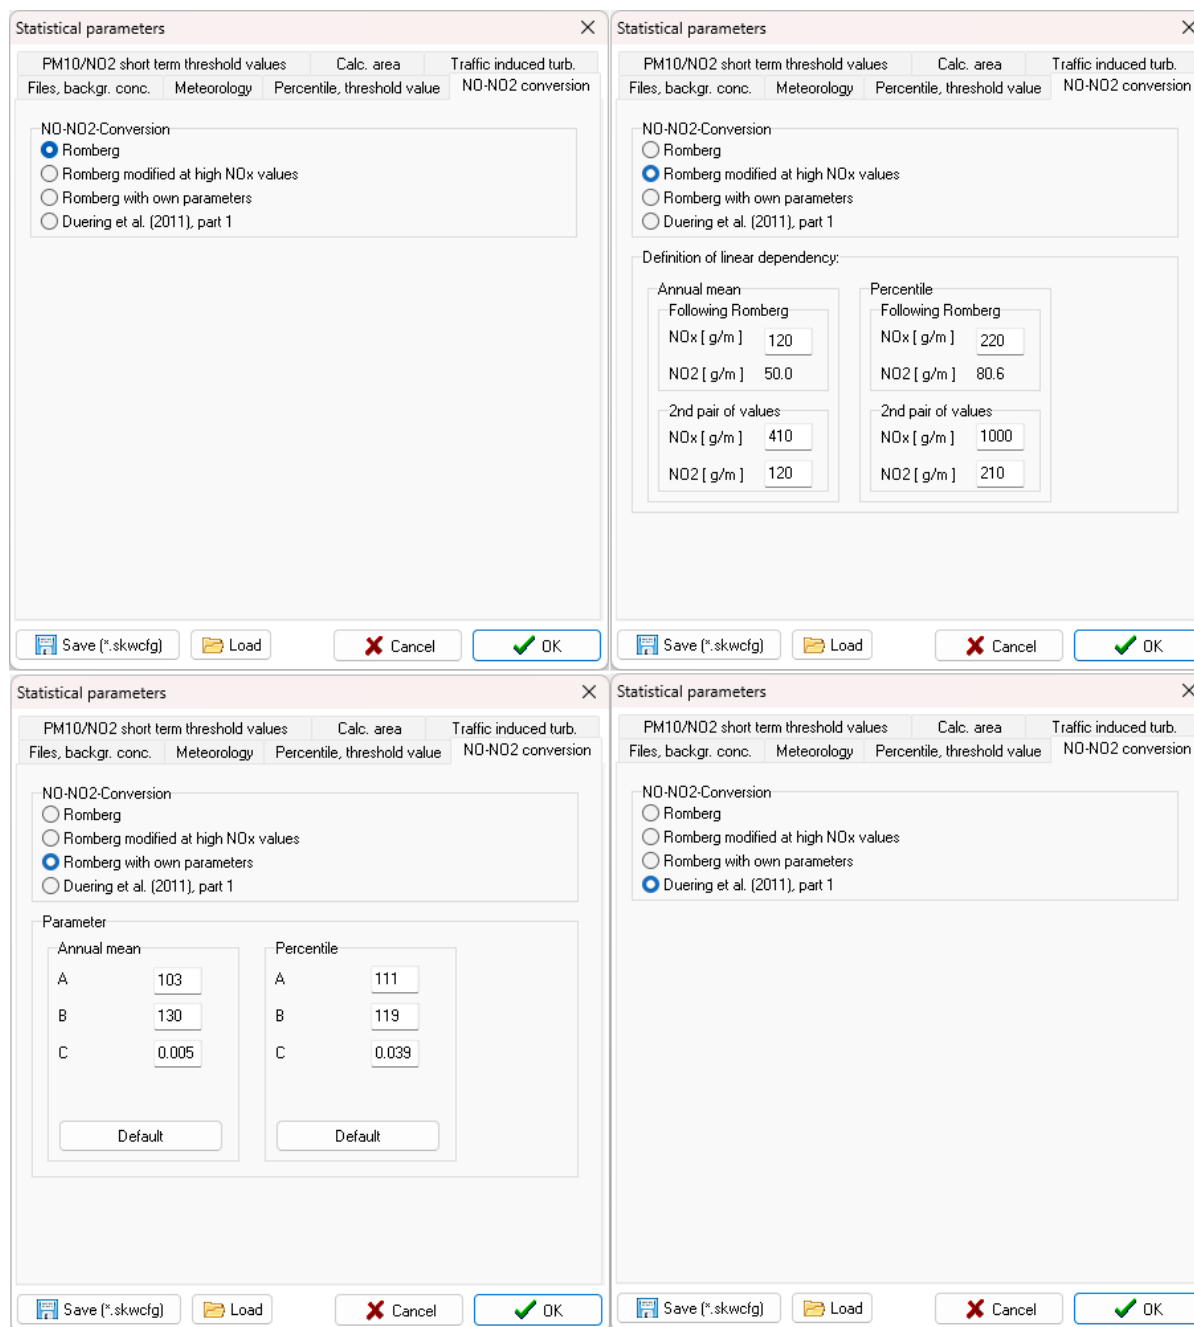 Statistical parameters
PM10/NO2 short term threshold values Calc. area Traffic induced turb.
Files, backgr. conc. Meteorology Percentile, threshold value NO-NO2 conversion
NO-NO2-Conversion
Romberg
Romberg modified at high NOx values
Romberg with own parameters
Duering et al. (2011), part 1
Save (*.skwcfg) Load Cancel OK
Statistical parameters
PM10/NO2 short term threshold values Calc. area Traffic induced turb.
Files, backgr. conc. Meteorology Percentile, threshold value NO-NO2 conversion
NO-NO2-Conversion
Romberg
Romberg modified at high NOx values
Romberg with own parameters
Duering et al. (2011), part 1
Definition of linear dependency:
Annual mean Percentile
Following Romberg Following Romberg
NOx [ g/m ] 120 NOx [ g/m ] 220
NO2 [ g/m ] 50.0 NO2 [ g/m ] 80.6
2nd pair of values 2nd pair of values
NOx [ g/m ] 410 NOx [ g/m ] 1000
NO2 [ g/m ] 120 NO2 [ g/m ] 210
Save (*.skwcfg) Load Cancel OK
Statistical parameters
PM10/NO2 short term threshold values Calc. area Traffic induced turb.
Files, backgr. conc. Meteorology Percentile, threshold value NO-NO2 conversion
NO-NO2-Conversion
Romberg
Romberg modified at high NOx values
Romberg with own parameters
Duering et al. (2011), part 1
Parameter
Annual mean Percentile
A 103 A 111
B 130 B 119
C 0.005 C 0.039
Default Default
Save (*.skwcfg) Load Cancel OK
Statistical parameters
PM10/NO2 short term threshold values Calc. area Traffic induced turb.
Files, backgr. conc. Meteorology Percentile, threshold value NO-NO2 conversion
NO-NO2-Conversion
Romberg
Romberg modified at high NOx values
Romberg with own parameters
Duering et al. (2011), part 1
Save (*.skwcfg) Load Cancel OK